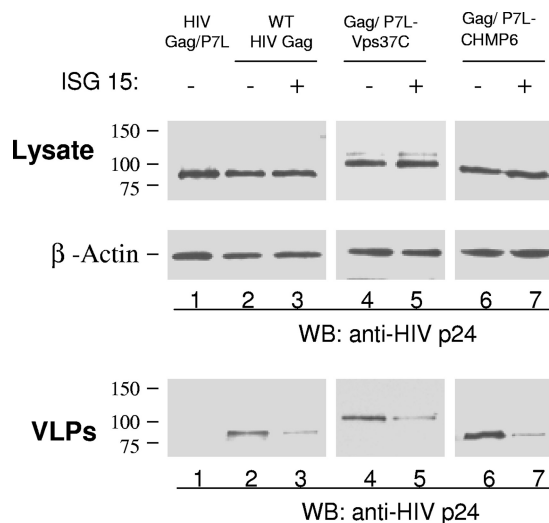 HIV Gag/P7L
WT HIV Gag
Gag/ P7L-Vps37C
Gag/ P7L-CHMP6
ISG 15: - - + - + - +
Lysate
150
100
75
β -Actin
1 2 3 4 5 6 7
WB: anti-HIV p24
VLPs
150
100
75
1 2 3 4 5 6 7
WB: anti-HIV p24